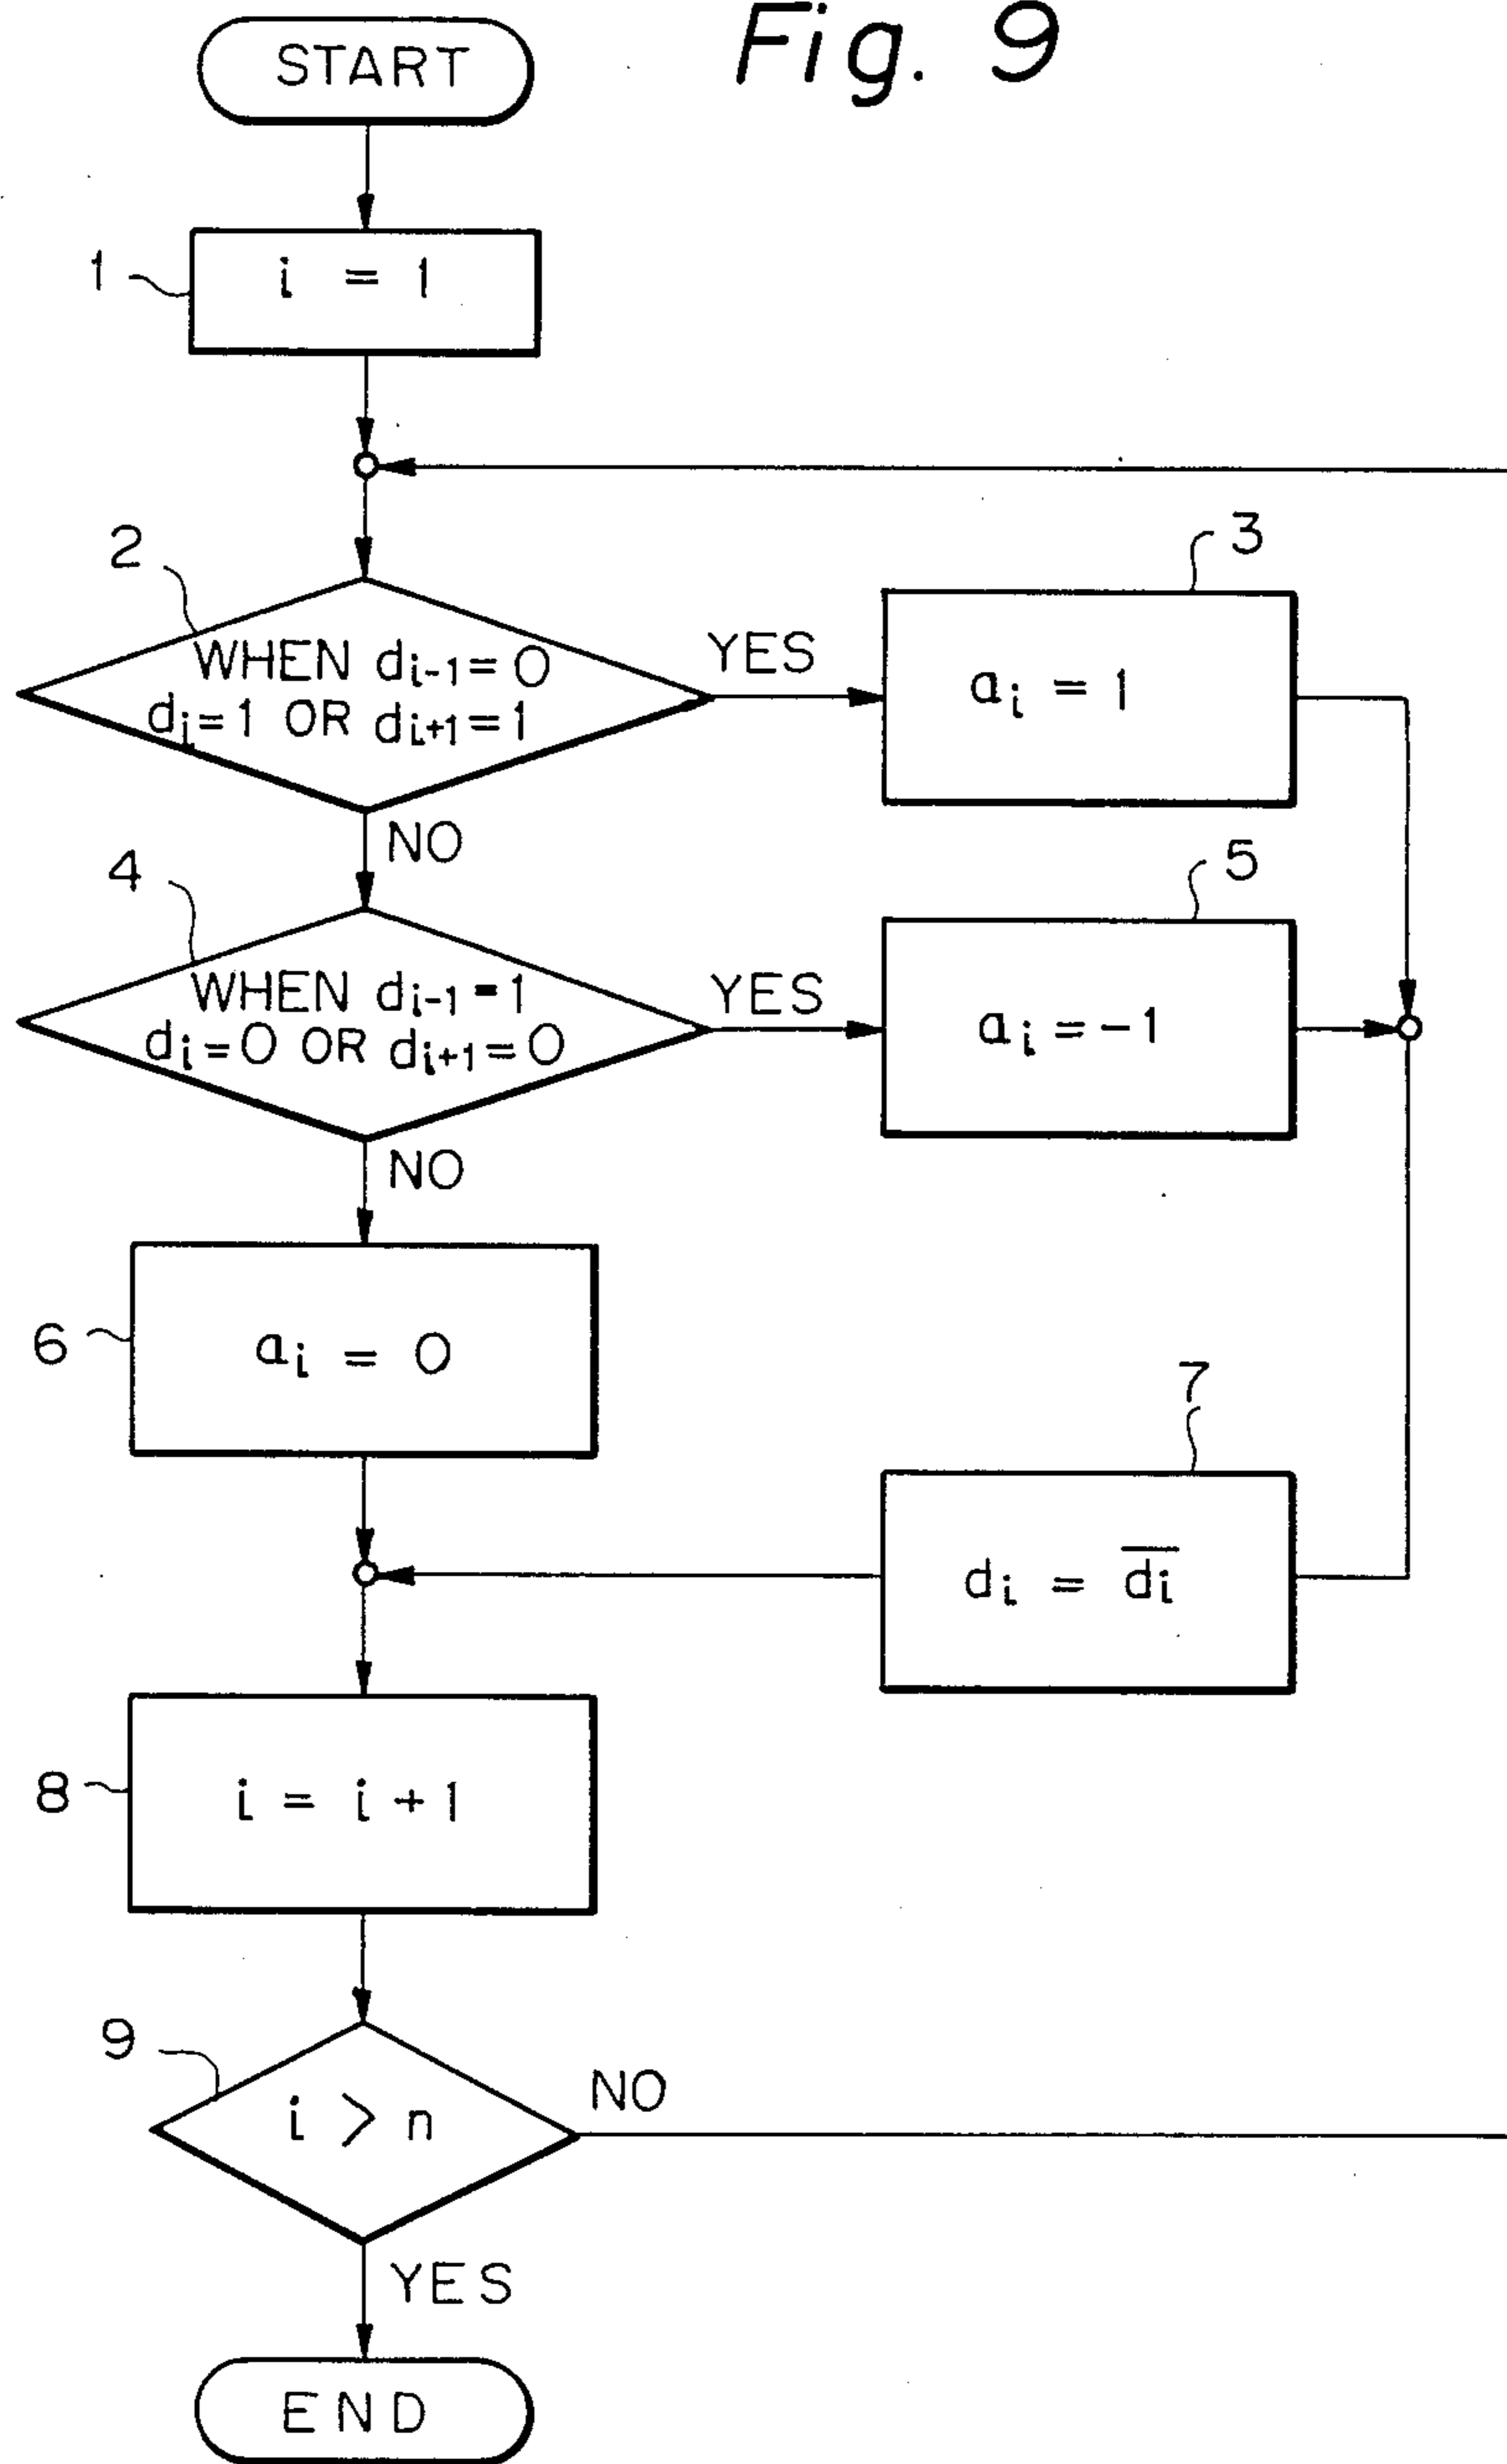 Fig. 9
START
1
i = 1
2
WHEN di-1=0
di=1 OR di+1=1
YES
3
ai = 1
NO
4
WHEN di-1=1
di=0 OR di+1=0
YES
5
ai=-1
NO
6
ai = 0
7
di = d̅i̅
8
i = i+1
9
i > n
NO
YES
END